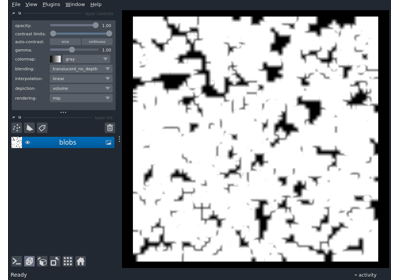 File View Plugins Window Help
opacity: 1.00
contrast limits:
auto-contrast: once continuous
gamma: 1.00
colormap: gray
blending: translucent_no_depth
interpolation: linear
depiction: volume
rendering: mip
blobs
Ready
activity